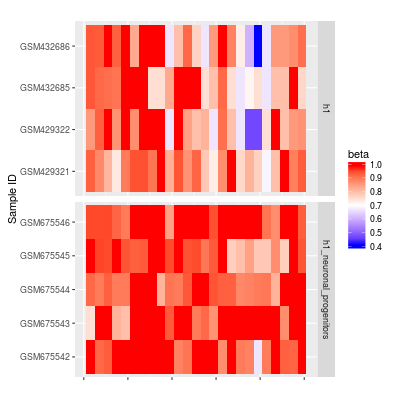 Sample ID
GSM432686
GSM432685
GSM429322
GSM429321
h1
GSM675546
GSM675545
GSM675544
GSM675543
GSM675542
h1_neuronal_progenitors
beta
1.0
0.9
0.8
0.7
0.6
0.5
0.4